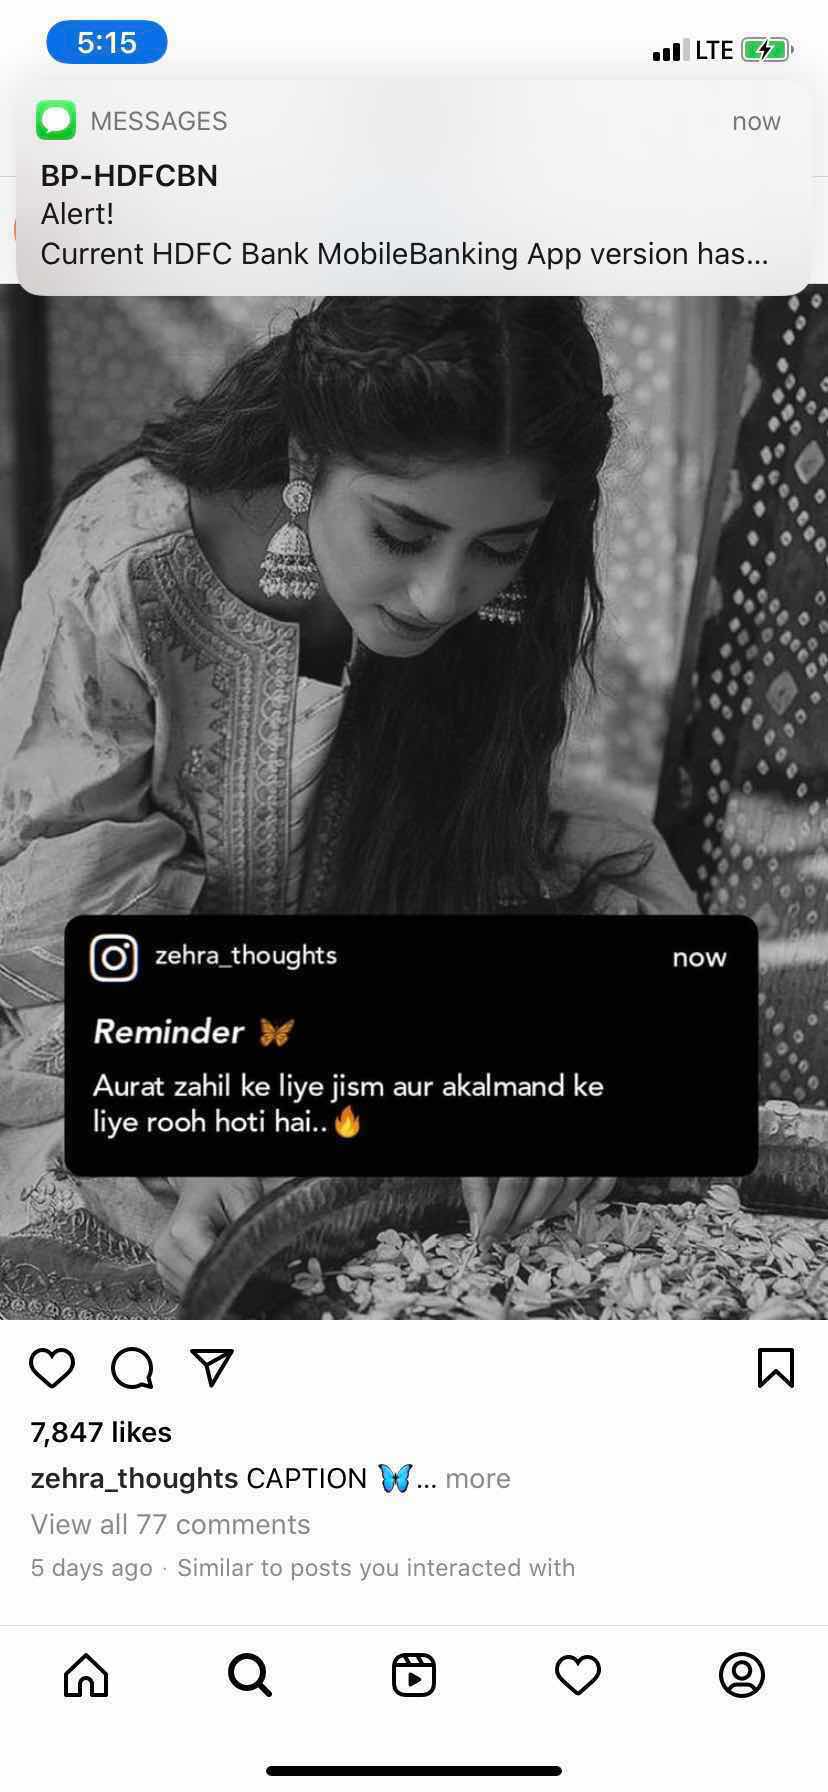 5:15
LTE
MESSAGES
now
BP-HDFCBN
Alert!
Current HDFC Bank MobileBanking App version has...
zehra_thoughts
now
Reminder 🦋
Aurat zahil ke liye jism aur akalmand ke
liye rooh hoti hai..🔥
7,847 likes
zehra_thoughts CAPTION 🦋... more
View all 77 comments
5 days ago · Similar to posts you interacted with